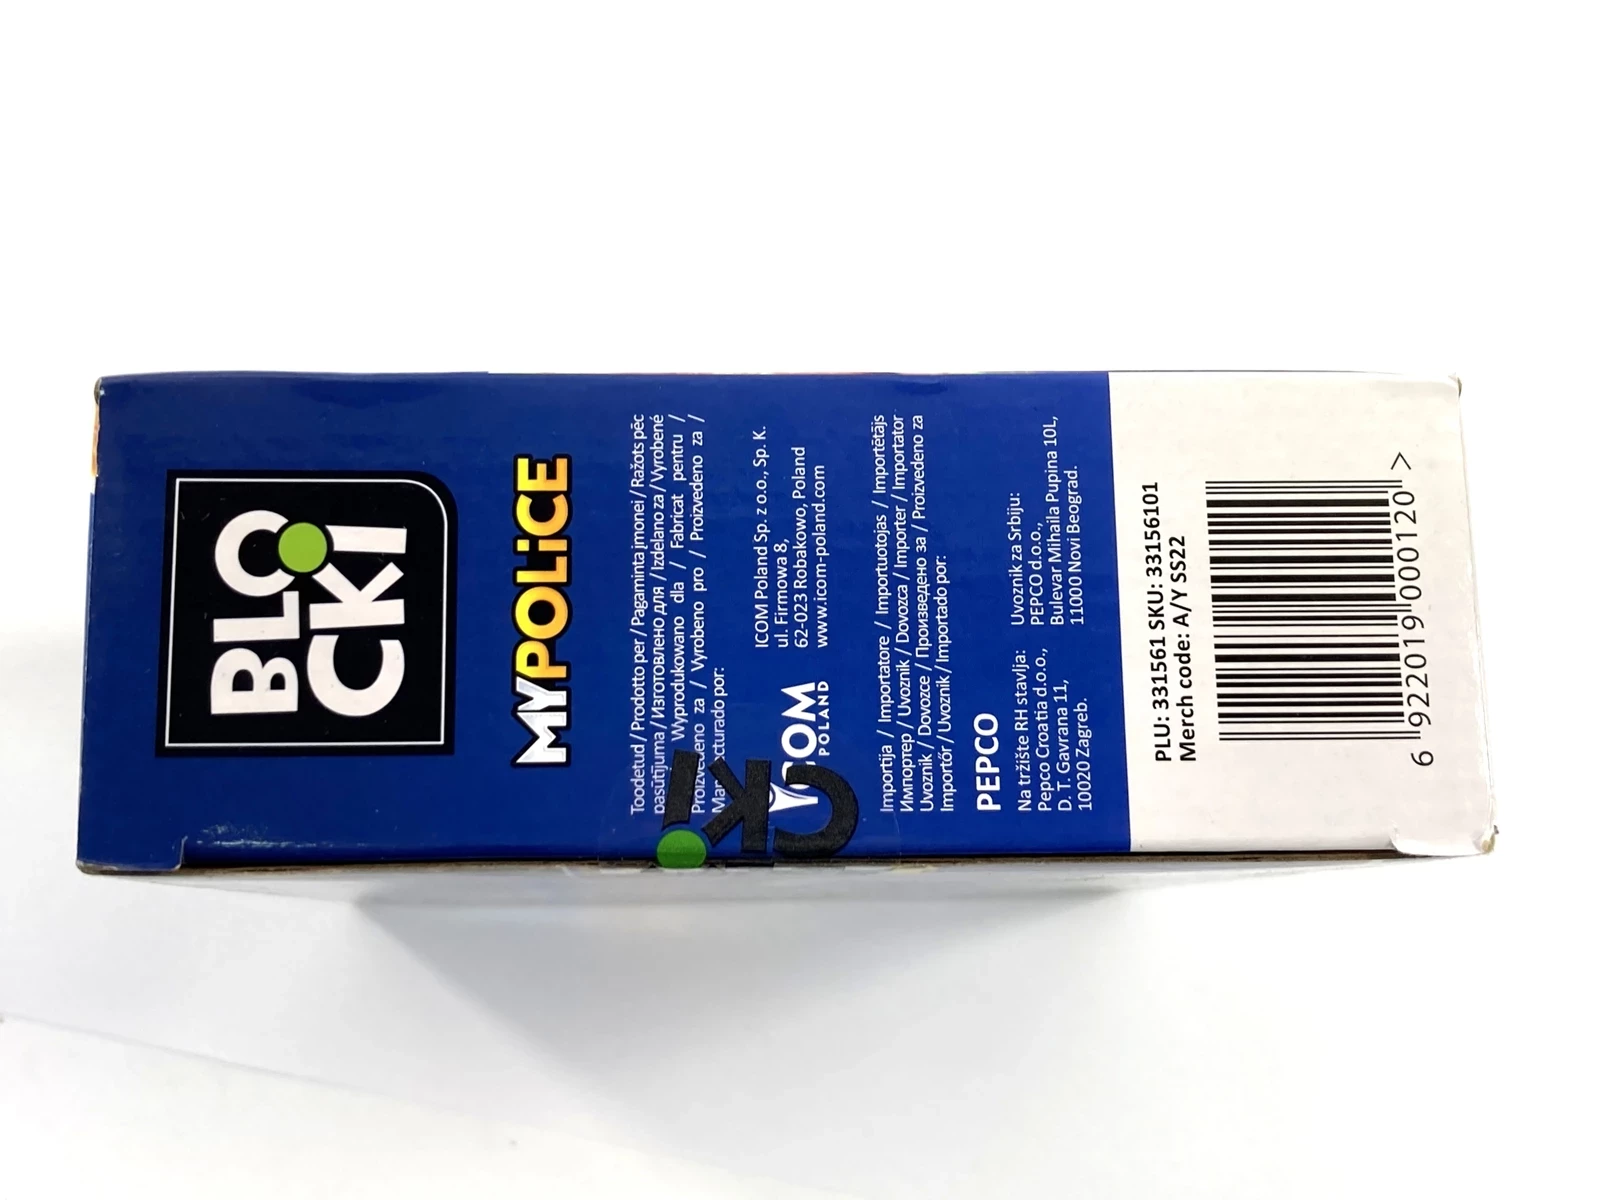 BLO
CKI
MYPOLiCE
Toodetud / Prodotto per / Pagaminta įmonei / Ražots pēc
pasūtījuma / Изготовлено для / Izdelano za / Vyrobené
Wyprodukowano dla / Fabricat pentru /
Proizvedeno za / Vyrobeno pro / Proizvedeno za /
por:
ICOM
POLAND
ICOM Poland Sp. z o.o., Sp. K.
ul. Firmowa 8,
62-023 Robakowo, Poland
www.icom-poland.com
CKi
Importija / Importatore / Importuotojas / Importētājs
Импортер / Uvoznik / Dovozca / Importer / Importator
Uvoznik / Dovozce / Произведено за / Proizvedeno za
Importőr / Uvoznik / Importado por:
PEPCO
Na tržište RH stavlja:
Pepco Croatia d.o.o.,
D. T. Gavrana 11,
10020 Zagreb.
Uvoznik za Srbiju:
PEPCO d.o.o.,
Bulevar Mihaila Pupina 10L,
11000 Novi Beograd.
PLU: 331561 SKU: 33156101
Merch code: A/Y SS22
6 922019 000120 >